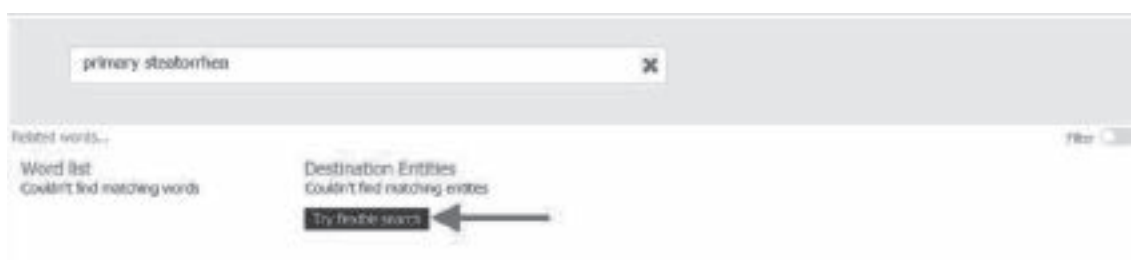 primary steatorrhea
Related words...
Filter
Word list
Couldn't find matching words
Destination Entities
Couldn't find matching entities
Try flexible search